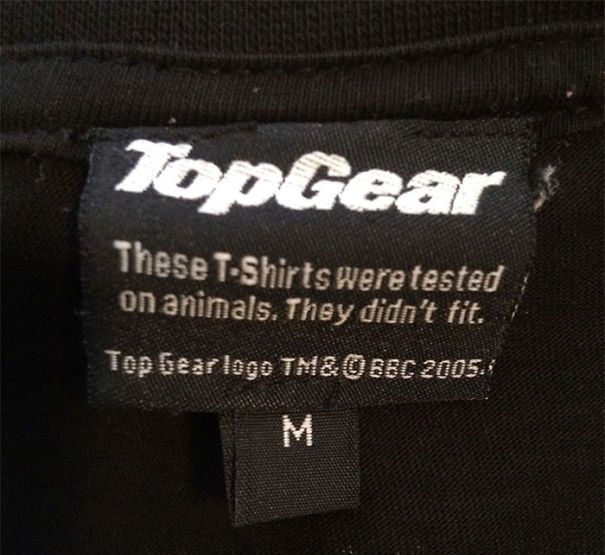 TopGear
These T-Shirts were tested
on animals. They didn't fit.
Top Gear logo TM & © BBC 2005
M